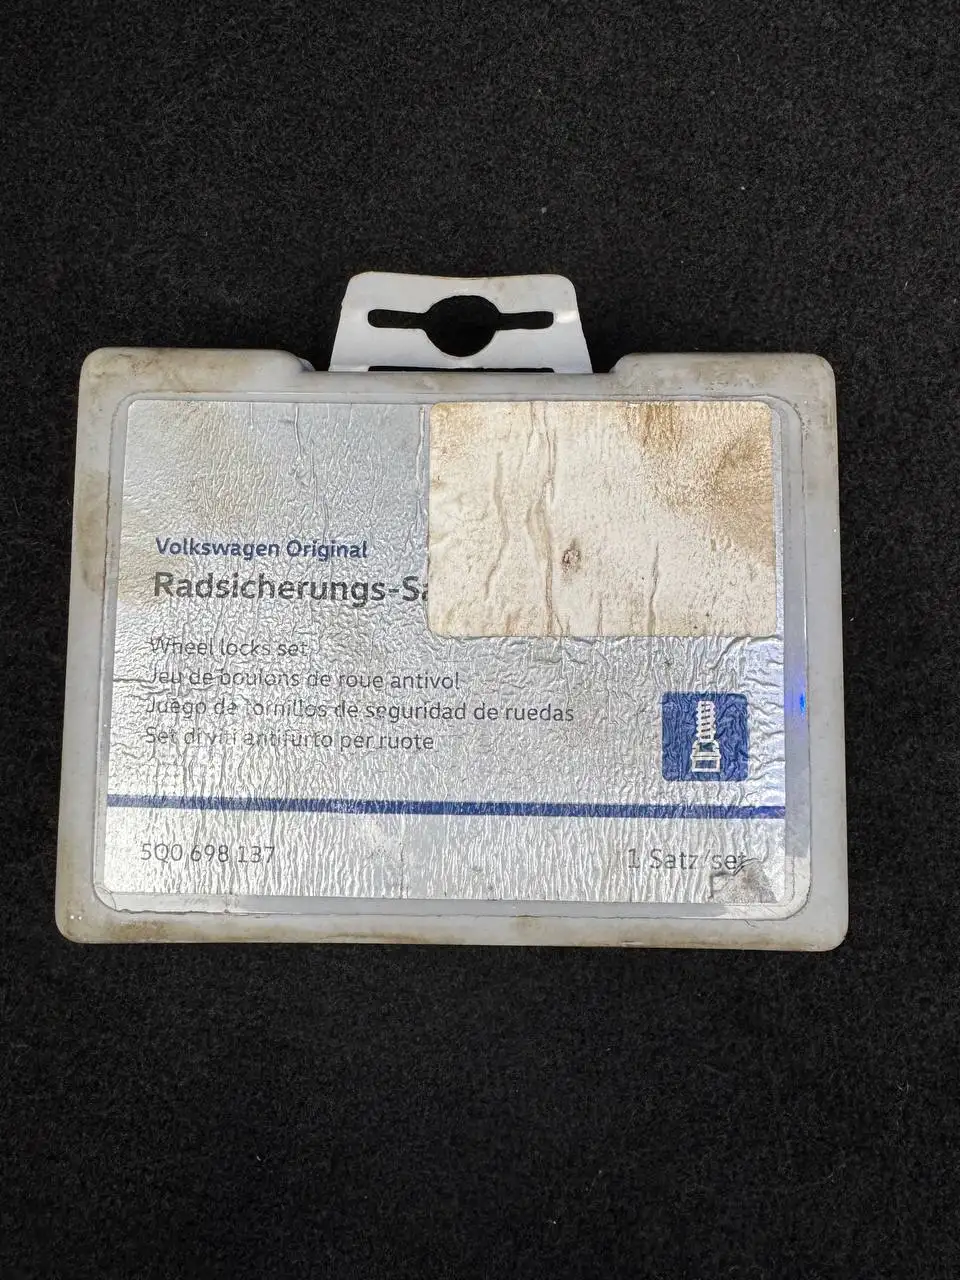 Volkswagen Original
Radsicherungs-Sa
Wheel locks set
Jeu de boulons de roue antivol
Juego de tornillos de seguridad de ruedas
Set di viti antifurto per ruote
5Q0 698 137
1 Satz/set